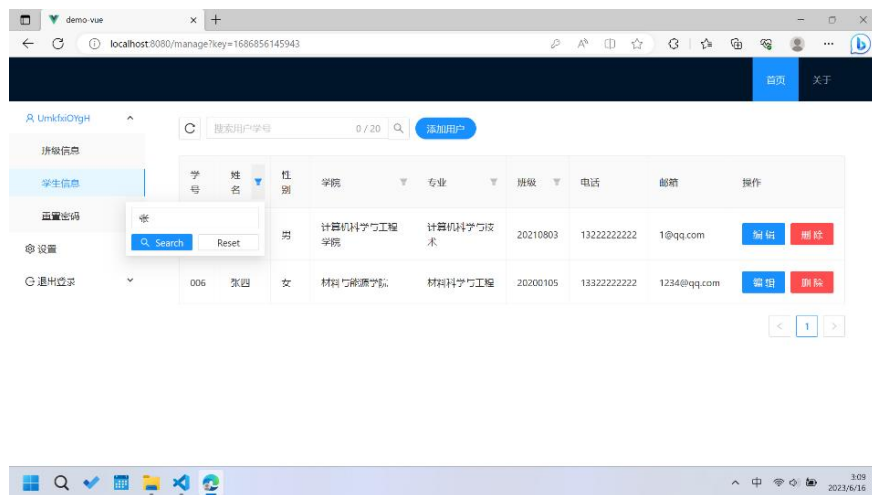 demo-vue
localhost:8080/manage?key=1686856145943
首页
关于
UmkfxiOYgH
班级信息
学生信息
重置密码
设置
退出登录
搜索用户学号
0 / 20
添加用户
学号
姓名
性别
学院
专业
班级
电话
邮箱
操作
张
Search
Reset
男
计算机科学与工程学院
计算机科学与技术
20210803
13222222222
1@qq.com
编辑
删除
006
张四
女
材料与能源学院
材料科学与工程
20200105
13322222222
1234@qq.com
编辑
删除
1
中
3:09
2023/6/16